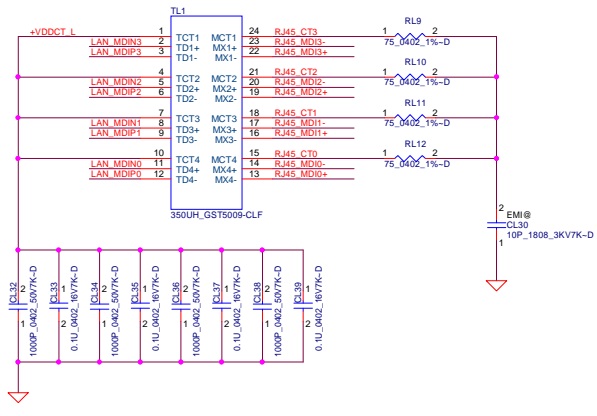 TL1
+VDDCT_L 1 TCT1 MCT1 24 RJ45_CT3
LAN_MDIN3 2 TD1+ MX1+ 23 RJ45_MDI3-
LAN_MDIP3 3 TD1- MX1- 22 RJ45_MDI3+
4 TCT2 MCT2 21 RJ45_CT2
LAN_MDIN2 5 TD2+ MX2+ 20 RJ45_MDI2-
LAN_MDIP2 6 TD2- MX2- 19 RJ45_MDI2+
7 TCT3 MCT3 18 RJ45_CT1
LAN_MDIN1 8 TD3+ MX3+ 17 RJ45_MDI1-
LAN_MDIP1 9 TD3- MX3- 16 RJ45_MDI1+
10 TCT4 MCT4 15 RJ45_CT0
LAN_MDIN0 11 TD4+ MX4+ 14 RJ45_MDI0-
LAN_MDIP0 12 TD4- MX4- 13 RJ45_MDI0+
350UH_GST5009-CLF
RL9
1 2
75_0402_1%~D
RL10
1 2
75_0402_1%~D
RL11
1 2
75_0402_1%~D
RL12
1 2
75_0402_1%~D
2
EMI@
CL30
10P_1808_3KV7K~D
1
CL32 2 1 1000P_0402_50V7K~D
CL33 1 2 0.1U_0402_16V7K~D
CL34 2 1 1000P_0402_50V7K~D
CL35 1 2 0.1U_0402_16V7K~D
CL36 2 1 1000P_0402_50V7K~D
CL37 1 2 0.1U_0402_16V7K~D
CL38 2 1 1000P_0402_50V7K~D
CL39 1 2 0.1U_0402_16V7K~D